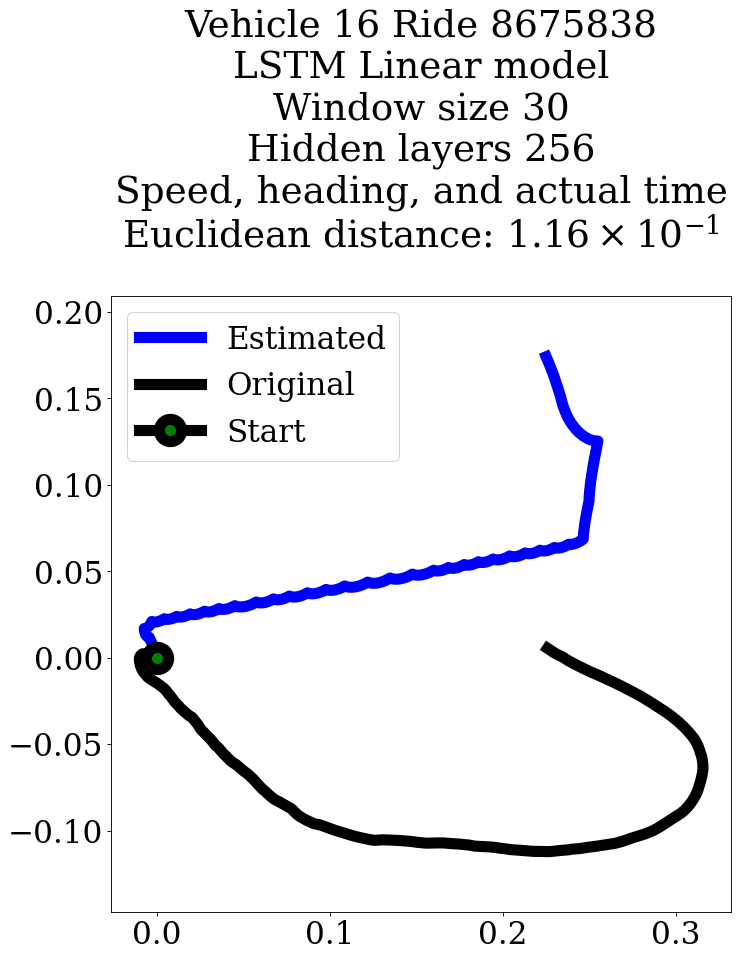 Vehicle 16 Ride 8675838
LSTM Linear model
Window size 30
Hidden layers 256
Speed, heading, and actual time
Euclidean distance: 1.16 × 10⁻¹
Estimated
Original
Start
0.20
0.15
0.10
0.05
0.00
−0.05
−0.10
0.0 0.1 0.2 0.3